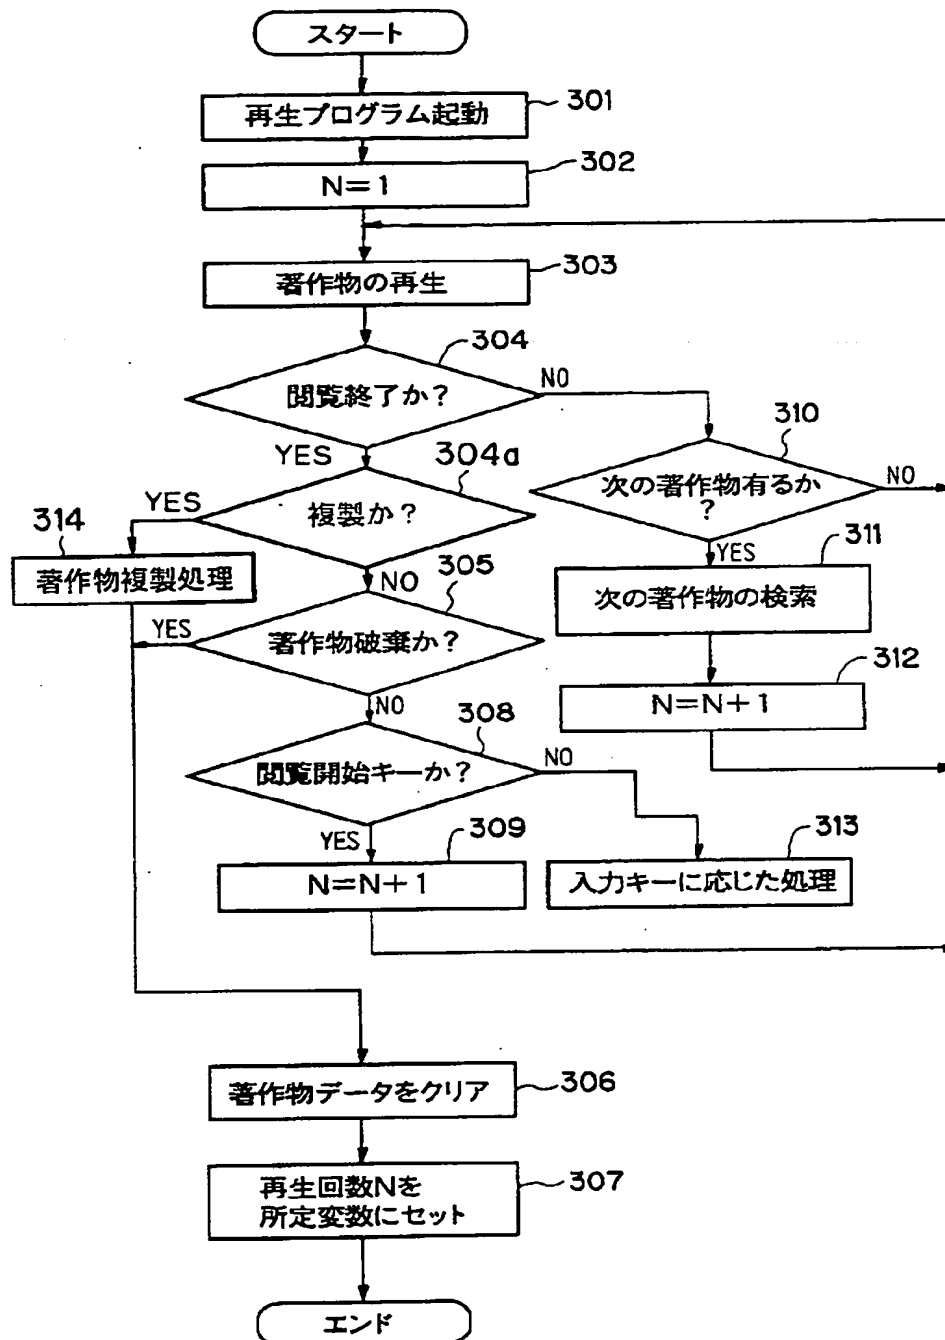 スタート
再生プログラム起動
301
N=1
302
著作物の再生
303
閲覧終了か?
304
NO
YES
次の著作物有るか
?
310
NO
YES
複製か?
304a
YES
NO
314
著作物複製処理
次の著作物の検索
311
著作物破棄か?
305
YES
NO
N=N+1
312
閲覧開始キーか?
308
NO
YES
N=N+1
309
入力キーに応じた処理
313
著作物データをクリア
306
再生回数Nを
所定変数にセット
307
エンド